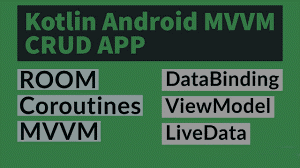 Kotlin Android MVVM
CRUD APP
ROOM
Coroutines
MVVM
DataBinding
ViewModel
LiveData